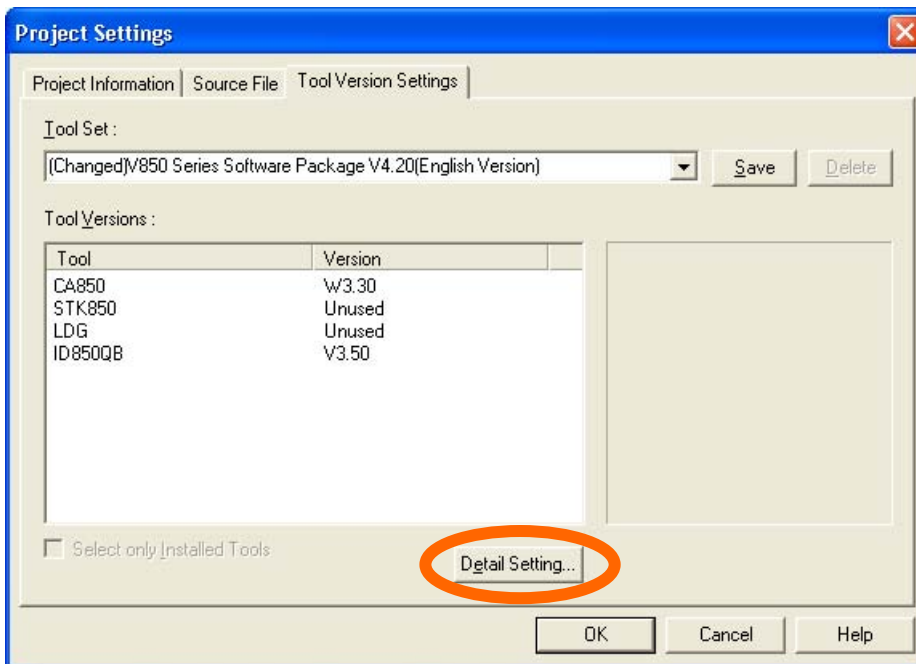 Project Settings
Project Information Source File Tool Version Settings
Tool Set :
(Changed)V850 Series Software Package V4.20(English Version) Save Delete
Tool Versions :
Tool Version
CA850 W3.30
STK850 Unused
LDG Unused
ID850QB V3.50
Select only Installed Tools
Detail Setting...
OK Cancel Help